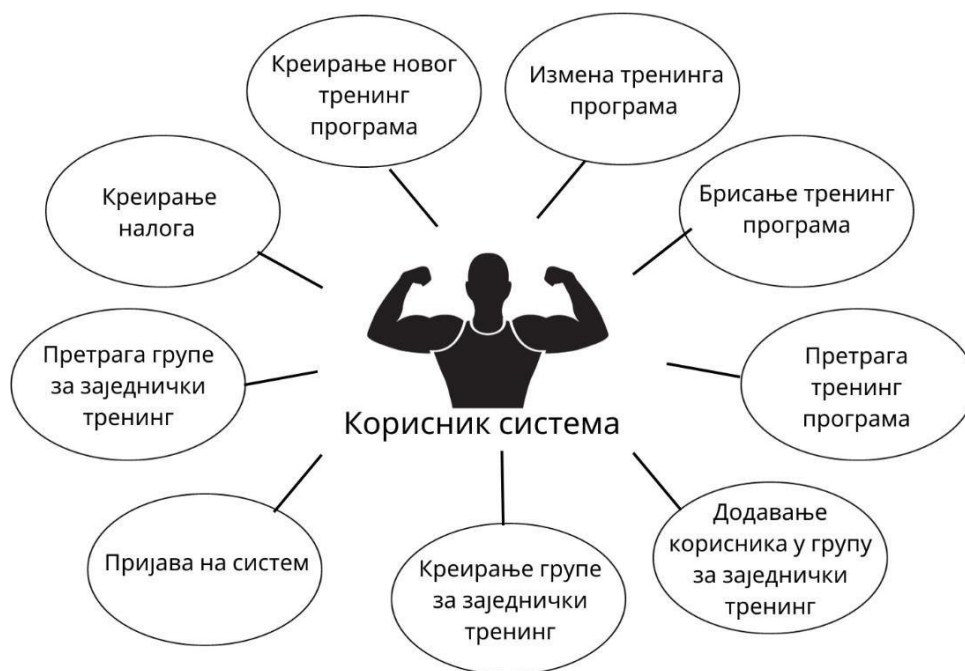 Креирање новог
тренинг
програма
Измена тренинга
програма
Креирање
налога
Брисање тренинг
програма
Претрага групе
за заједнички
тренинг
Претрага
тренинг
програма
Корисник система
Пријава на систем
Креирање групе
за заједнички
тренинг
Додавање
корисника у групу
за заједнички
тренинг